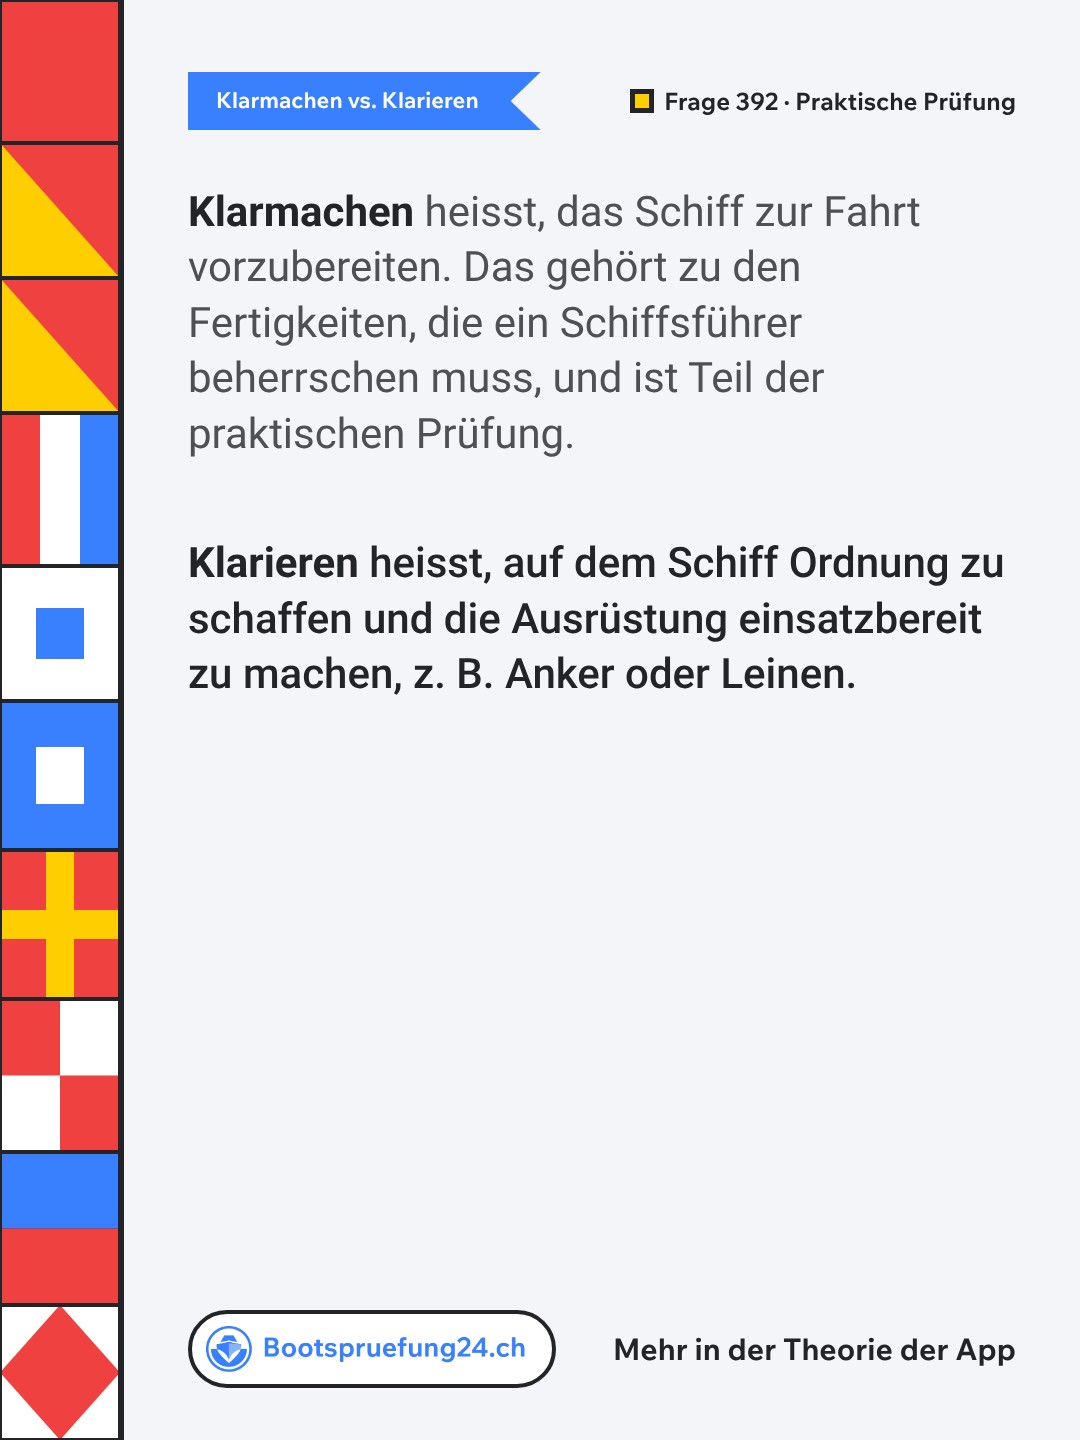 Klarmachen vs. Klarieren
Frage 392 · Praktische Prüfung
Klarmachen heisst, das Schiff zur Fahrt
vorzubereiten. Das gehört zu den
Fertigkeiten, die ein Schiffsführer
beherrschen muss, und ist Teil der
praktischen Prüfung.
Klarieren heisst, auf dem Schiff Ordnung zu
schaffen und die Ausrüstung einsatzbereit
zu machen, z. B. Anker oder Leinen.
Bootspruefung24.ch
Mehr in der Theorie der App